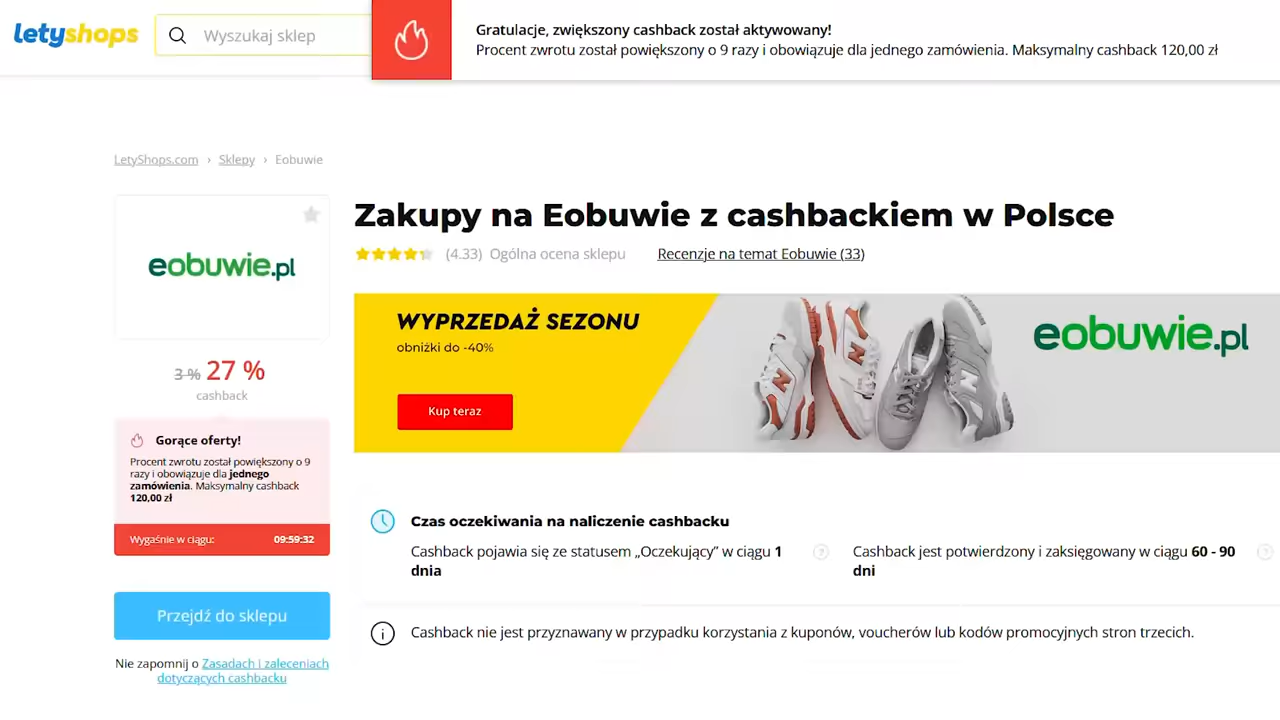 letyshops
Wyszukaj sklep
Gratulacje, zwiększony cashback został aktywowany!
Procent zwrotu został powiększony o 9 razy i obowiązuje dla jednego zamówienia. Maksymalny cashback 120,00 zł
LetyShops.com › Sklepy › Eobuwie
eobuwie.pl
3 % 27 %
cashback
Gorące oferty!
Procent zwrotu został powiększony o 9
razy i obowiązuje dla jednego
zamówienia. Maksymalny cashback
120,00 zł
Wygaśnie w ciągu: 09:59:32
Przejdź do sklepu
Nie zapomnij o Zasadach i zaleceniach
dotyczących cashbacku
Zakupy na Eobuwie z cashbackiem w Polsce
(4.33) Ogólna ocena sklepu Recenzje na temat Eobuwie (33)
WYPRZEDAŻ SEZONU
obniżki do -40%
Kup teraz
N
N
N
N
eobuwie.pl
Czas oczekiwania na naliczenie cashbacku
Cashback pojawia się ze statusem „Oczekujący” w ciągu 1
dnia
?
Cashback jest potwierdzony i zaksięgowany w ciągu 60 - 90
dni
?
Cashback nie jest przyznawany w przypadku korzystania z kuponów, voucherów lub kodów promocyjnych stron trzecich.